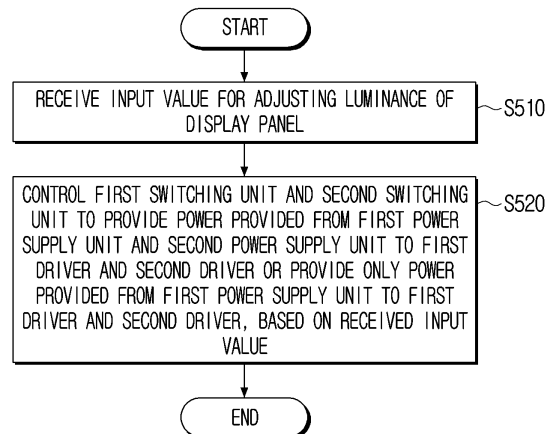 START
RECEIVE INPUT VALUE FOR ADJUSTING LUMINANCE OF
DISPLAY PANEL
S510
CONTROL FIRST SWITCHING UNIT AND SECOND SWITCHING
UNIT TO PROVIDE POWER PROVIDED FROM FIRST POWER
SUPPLY UNIT AND SECOND POWER SUPPLY UNIT TO FIRST
DRIVER AND SECOND DRIVER OR PROVIDE ONLY POWER
PROVIDED FROM FIRST POWER SUPPLY UNIT TO FIRST
DRIVER AND SECOND DRIVER, BASED ON RECEIVED INPUT
VALUE
S520
END